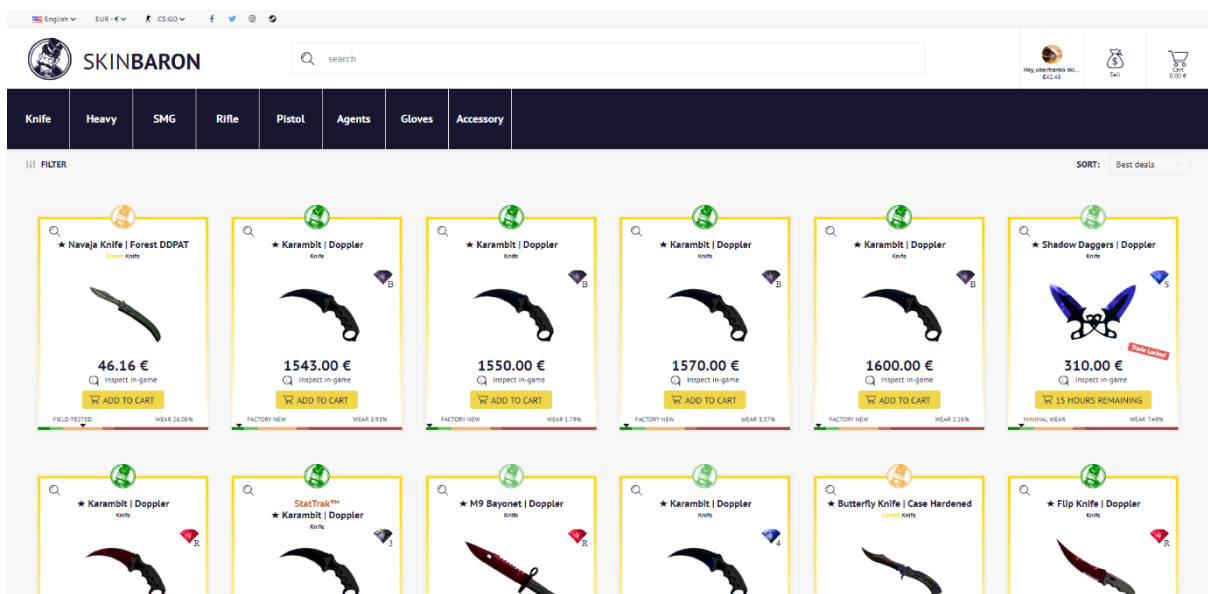 English EUR - € CS:GO
SKINBARON search Hey, uberfranko ski... €42.43 Sell Cart 0.00 €
Knife Heavy SMG Rifle Pistol Agents Gloves Accessory
FILTER SORT: Best deals
★ Navaja Knife | Forest DDPAT
Covert Knife
46.16 €
Inspect in-game
ADD TO CART
FIELD-TESTED WEAR 26.08%
★ Karambit | Doppler
Knife
B
1543.00 €
Inspect in-game
ADD TO CART
FACTORY NEW WEAR 3.93%
★ Karambit | Doppler
Knife
B
1550.00 €
Inspect in-game
ADD TO CART
FACTORY NEW WEAR 1.79%
★ Karambit | Doppler
Knife
B
1570.00 €
Inspect in-game
ADD TO CART
FACTORY NEW WEAR 3.37%
★ Karambit | Doppler
Knife
B
1600.00 €
Inspect in-game
ADD TO CART
FACTORY NEW WEAR 2.26%
★ Shadow Daggers | Doppler
Knife
S
Trade Locked
310.00 €
Inspect in-game
15 HOURS REMAINING
MINIMAL WEAR WEAR 7.49%
★ Karambit | Doppler
Knife
R
StatTrak™
★ Karambit | Doppler
Knife
3
★ M9 Bayonet | Doppler
Knife
R
★ Karambit | Doppler
Knife
4
★ Butterfly Knife | Case Hardened
Covert Knife
★ Flip Knife | Doppler
Knife
R